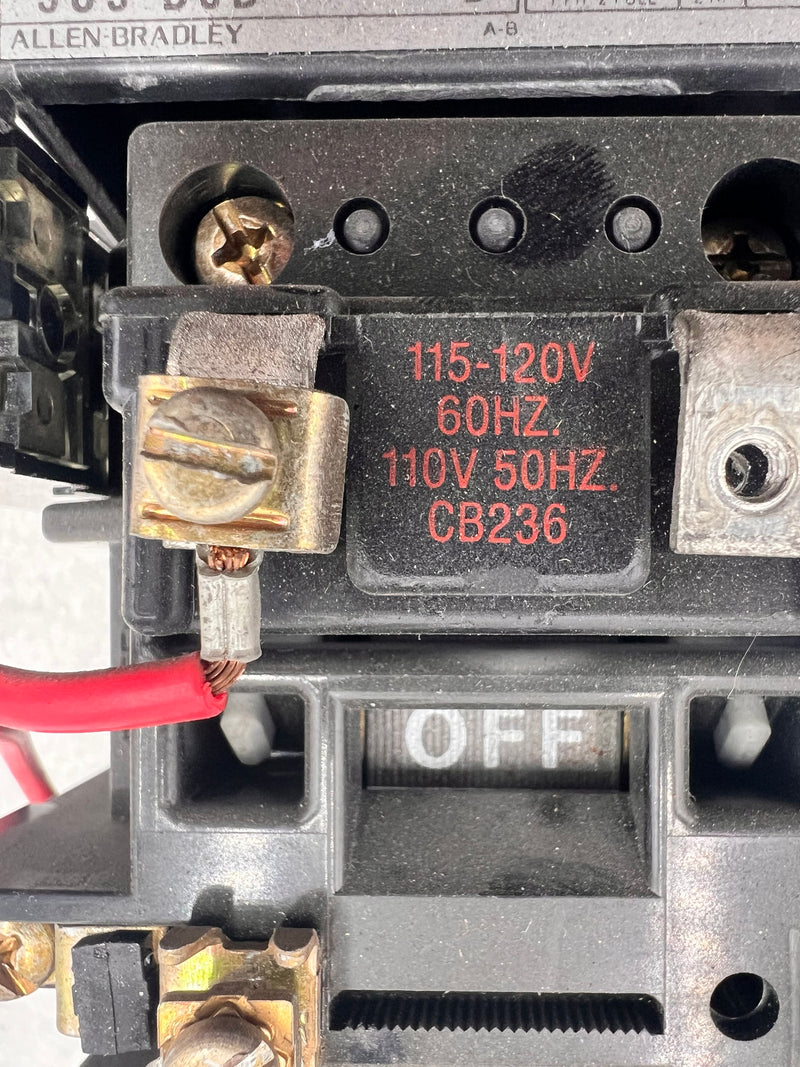 ALLEN-BRADLEY A-B
115-120V
60HZ.
110V 50HZ.
CB236
OFF